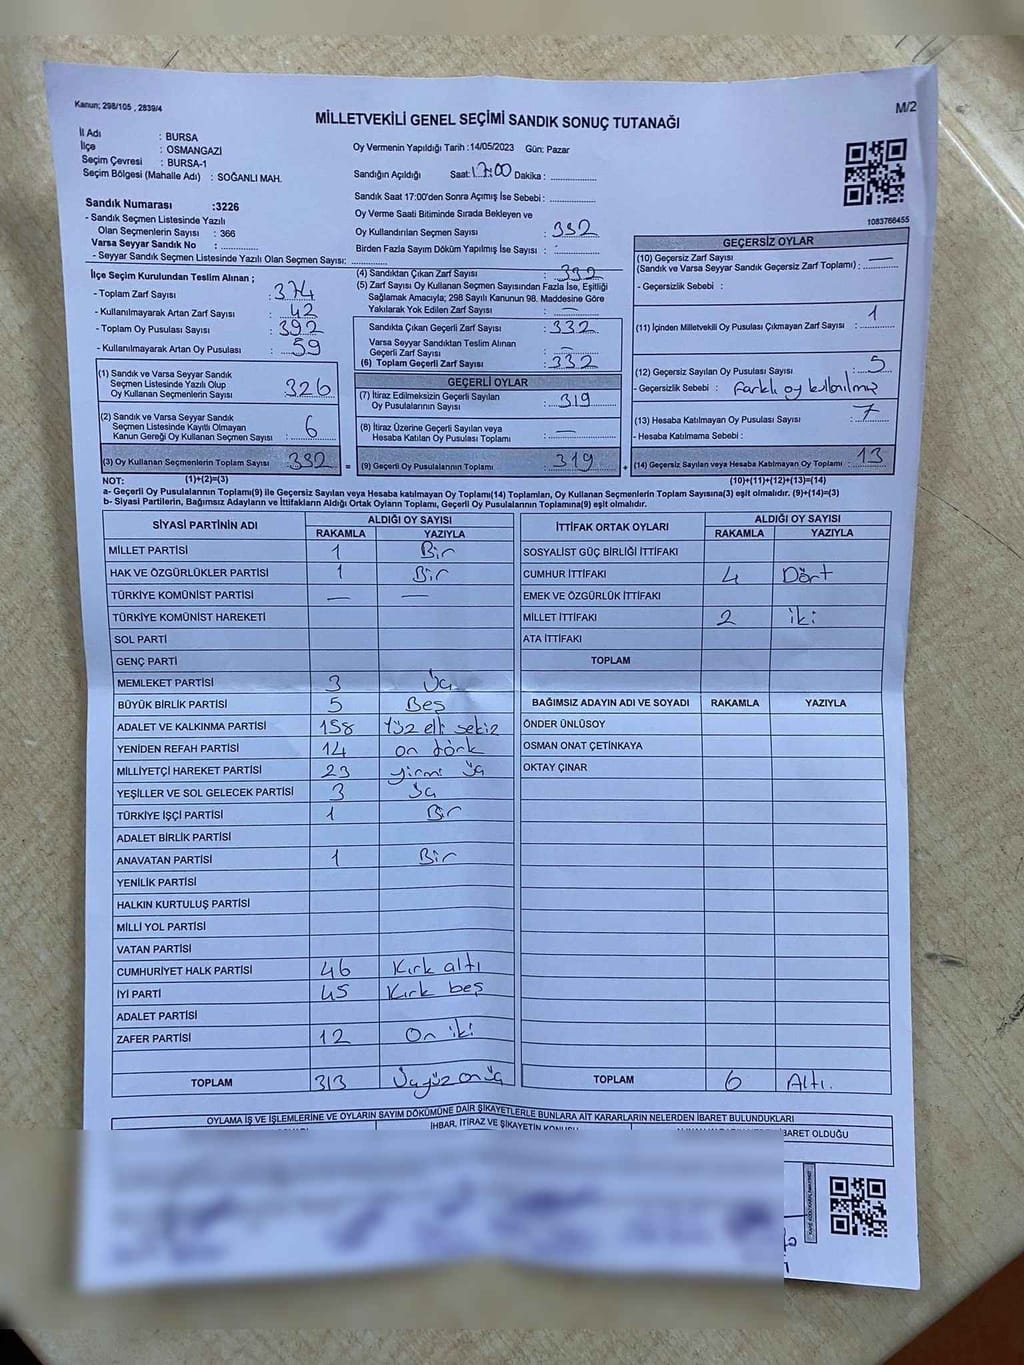 Kanun; 298/105 , 2839/4
M/2
MİLLETVEKİLİ GENEL SEÇİMİ SANDIK SONUÇ TUTANAĞI
İl Adı : BURSA
İlçe : OSMANGAZİ
Seçim Çevresi : BURSA-1
Seçim Bölgesi (Mahalle Adı) : SOĞANLI MAH.
Oy Vermenin Yapıldığı Tarih :14/05/2023 Gün: Pazar
Sandığın Açıldığı Saat: 17:00 Dakika :
Sandık Saat 17:00'den Sonra Açımış İse Sebebi :
Oy Verme Saati Bitiminde Sırada Bekleyen ve
Oy Kullandırılan Seçmen Sayısı : 332
Birden Fazla Sayım Döküm Yapılmış İse Sayısı :
1083766455
Sandık Numarası :3226
- Sandık Seçmen Listesinde Yazılı
Olan Seçmenlerin Sayısı : 366
Varsa Seyyar Sandık No :
- Seyyar Sandık Seçmen Listesinde Yazılı Olan Seçmen Sayısı:
İlçe Seçim Kurulundan Teslim Alınan ;
- Toplam Zarf Sayısı : 374
- Kullanılmayarak Artan Zarf Sayısı : 42
- Toplam Oy Pusulası Sayısı : 392
- Kullanılmayarak Artan Oy Pusulası : 59
(1) Sandık ve Varsa Seyyar Sandık
Seçmen Listesinde Yazılı Olup
Oy Kullanan Seçmenlerin Sayısı : 326
(2) Sandık ve Varsa Seyyar Sandık
Seçmen Listesinde Kayıtlı Olmayan
Kanun Gereği Oy Kullanan Seçmen Sayısı : 6
(3) Oy Kullanan Seçmenlerin Toplam Sayısı : 332 =
(4) Sandıktan Çıkan Zarf Sayısı : 332
(5) Zarf Sayısı Oy Kullanan Seçmen Sayısından Fazla İse, Eşitliği
Sağlamak Amacıyla; 298 Sayılı Kanunun 98. Maddesine Göre
Yakılarak Yok Edilen Zarf Sayısı : —
Sandıkta Çıkan Geçerli Zarf Sayısı : 332
Varsa Seyyar Sandıktan Teslim Alınan
Geçerli Zarf Sayısı : —
(6) Toplam Geçerli Zarf Sayısı : 332
GEÇERLİ OYLAR
(7) İtiraz Edilmeksizin Geçerli Sayılan
Oy Pusulalarının Sayısı : 319
(8) İtiraz Üzerine Geçerli Sayılan veya
Hesaba Katılan Oy Pusulası Toplamı : —
(9) Geçerli Oy Pusulalarının Toplamı : 319 +
GEÇERSİZ OYLAR
(10) Geçersiz Zarf Sayısı
(Sandık ve Varsa Seyyar Sandık Geçersiz Zarf Toplamı) : —
- Geçersizlik Sebebi :
(11) İçinden Milletvekili Oy Pusulası Çıkmayan Zarf Sayısı : 1
(12) Geçersiz Sayılan Oy Pusulası Sayısı : 5
- Geçersizlik Sebebi : Farklı oy kullanılmış
(13) Hesaba Katılmayan Oy Pusulası Sayısı : 7
- Hesaba Katılmama Sebebi :
(14) Geçersiz Sayılan veya Hesaba Katılmayan Oy Toplamı : 13
NOT: (1)+(2)=(3) (10)+(11)+(12)+(13)=(14)
a- Geçerli Oy Pusulalarının Toplamı(9) ile Geçersiz Sayılan veya Hesaba katılmayan Oy Toplamı(14) Toplamları, Oy Kullanan Seçmenlerin Toplam Sayısına(3) eşit olmalıdır. (9)+(14)=(3)
b- Siyasi Partilerin, Bağımsız Adayların ve İttifakların Aldığı Ortak Oyların Toplamı, Geçerli Oy Pusulalarının Toplamına(9) eşit olmalıdır.
SİYASİ PARTİNİN ADI ALDIĞI OY SAYISI
RAKAMLA YAZIYLA
MİLLET PARTİSİ 1 Bir
HAK VE ÖZGÜRLÜKLER PARTİSİ 1 Bir
TÜRKİYE KOMÜNİST PARTİSİ — —
TÜRKİYE KOMÜNİST HAREKETİ
SOL PARTİ
GENÇ PARTİ
MEMLEKET PARTİSİ 3 Üç
BÜYÜK BİRLİK PARTİSİ 5 Beş
ADALET VE KALKINMA PARTİSİ 158 Yüz elli sekiz
YENİDEN REFAH PARTİSİ 14 on dört
MİLLİYETÇİ HAREKET PARTİSİ 23 yirmi üç
YEŞİLLER VE SOL GELECEK PARTİSİ 3 Üç
TÜRKİYE İŞÇİ PARTİSİ 1 Bir
ADALET BİRLİK PARTİSİ
ANAVATAN PARTİSİ 1 Bir
YENİLİK PARTİSİ
HALKIN KURTULUŞ PARTİSİ
MİLLİ YOL PARTİSİ
VATAN PARTİSİ
CUMHURİYET HALK PARTİSİ 46 Kırk altı
İYİ PARTİ 45 Kırk beş
ADALET PARTİSİ
ZAFER PARTİSİ 12 On iki
TOPLAM 313 Üçyüz on üç
İTTİFAK ORTAK OYLARI ALDIĞI OY SAYISI
RAKAMLA YAZIYLA
SOSYALİST GÜÇ BİRLİĞİ İTTİFAKI
CUMHUR İTTİFAKI 4 Dört
EMEK VE ÖZGÜRLÜK İTTİFAKI
MİLLET İTTİFAKI 2 iki
ATA İTTİFAKI
TOPLAM
BAĞIMSIZ ADAYIN ADI VE SOYADI RAKAMLA YAZIYLA
ÖNDER ÜNLÜSOY
OSMAN ONAT ÇETİNKAYA
OKTAY ÇINAR
TOPLAM 6 Altı.
OYLAMA İŞ VE İŞLEMLERİNE VE OYLARIN SAYIM DÖKÜMÜNE DAİR ŞİKAYETLERLE BUNLARA AİT KARARLARIN NELERDEN İBARET BULUNDUKLARI
İHBAR, İTİRAZ VE ŞİKAYETİN KONUSU
İBARET OLDUĞU